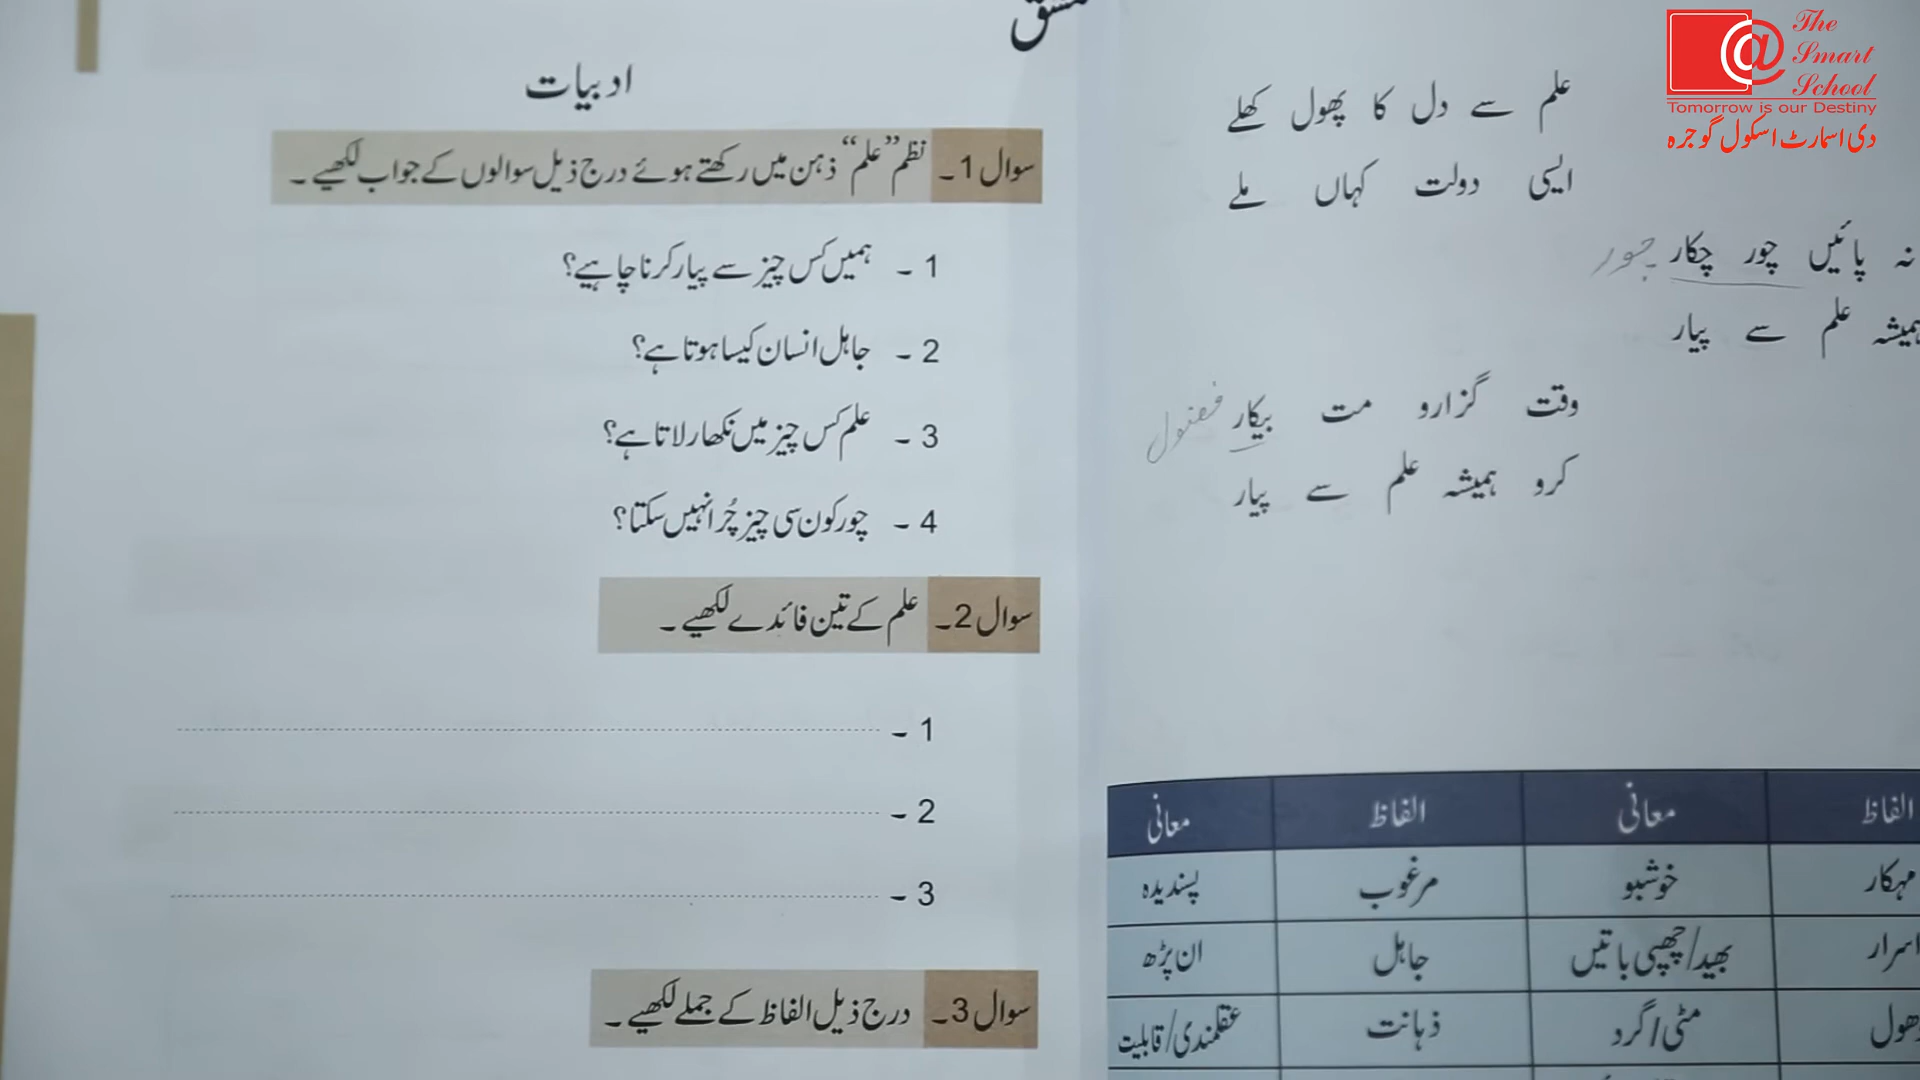 The
Smart
School
Tomorrow is our Destiny
دی اسمارٹ اسکول گوجرہ
علم سے دل کا پھول کھلے
ایسی دولت کہاں ملے
نہ پائیں چور چکار چور
ہمیشہ علم سے پیار
وقت گزارو مت بیکار فضول
کرو ہمیشہ علم سے پیار
الفاظ معانی الفاظ معانی
مہکار خوشبو مرغوب پسندیدہ
اسرار بھید/چھپی باتیں جاہل ان پڑھ
دھول مٹی/گرد ذہانت عقلمندی/قابلیت
مشق
ادبیات
سوال 1۔ نظم ”علم“ ذہن میں رکھتے ہوئے درج ذیل سوالوں کے جواب لکھیے۔
1 ۔ ہمیں کس چیز سے پیار کرنا چاہیے؟
2 ۔ جاہل انسان کیسا ہوتا ہے؟
3 ۔ علم کس چیز میں نکھار لاتا ہے؟
4 ۔ چور کون سی چیز چُرا نہیں سکتا؟
سوال 2۔ علم کے تین فائدے لکھیے۔
1 ۔
2 ۔
3 ۔
سوال 3۔ درج ذیل الفاظ کے جملے لکھیے۔